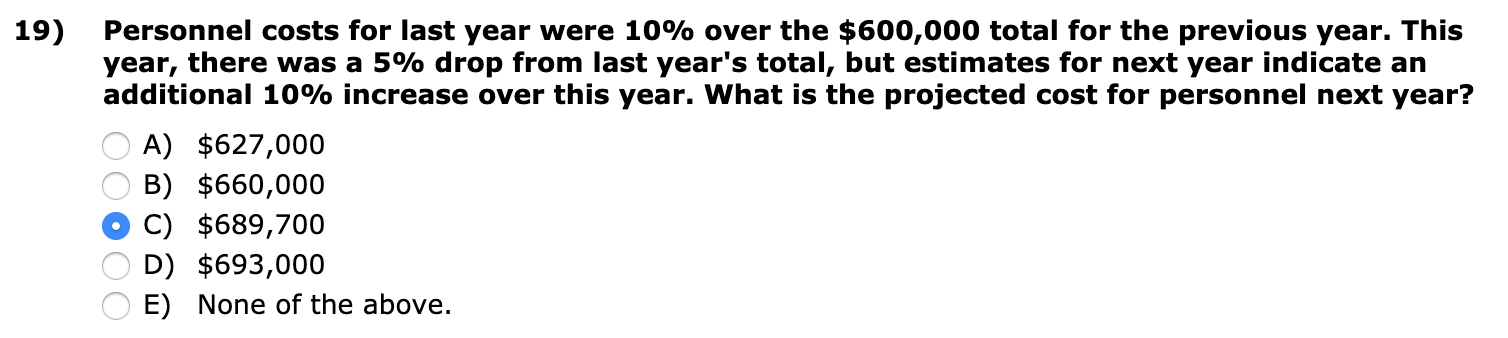 19) Personnel costs for last year were 10% over the $600,000 total for the previous year. This
year, there was a 5% drop from last year's total, but estimates for next year indicate an
additional 10% increase over this year. What is the projected cost for personnel next year?
A) $627,000
B) $660,000
C) $689,700
D) $693,000
E) None of the above.